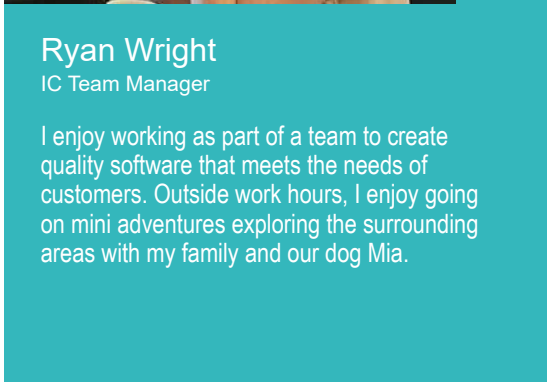 Ryan Wright
IC Team Manager
I enjoy working as part of a team to create
quality software that meets the needs of
customers. Outside work hours, I enjoy going
on mini adventures exploring the surrounding
areas with my family and our dog Mia.